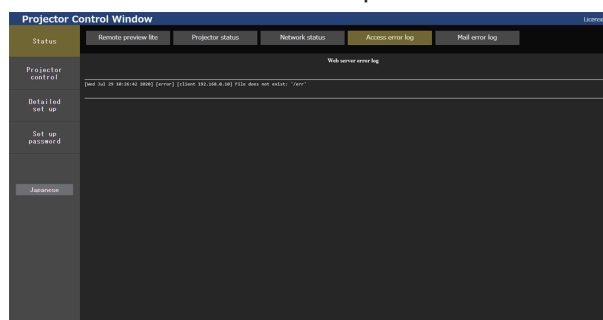 Projector Control Window
License
Status
Remote preview lite
Projector status
Network status
Access error log
Mail error log
Web server error log
Projector
control
[Wed Jul 29 10:26:42 2020] [error] [client 192.168.0.10] File does not exist: '/err'
Detailed
set up
Set up
password
Japanese